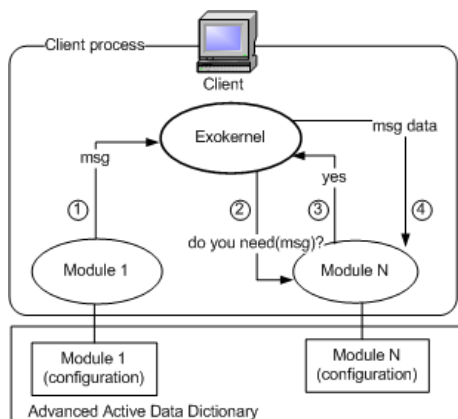 Client process
Client
Exokernel
msg
msg data
yes
1
2
3
4
do you need(msg)?
Module 1
Module N
Module 1
(configuration)
Module N
(configuration)
Advanced Active Data Dictionary